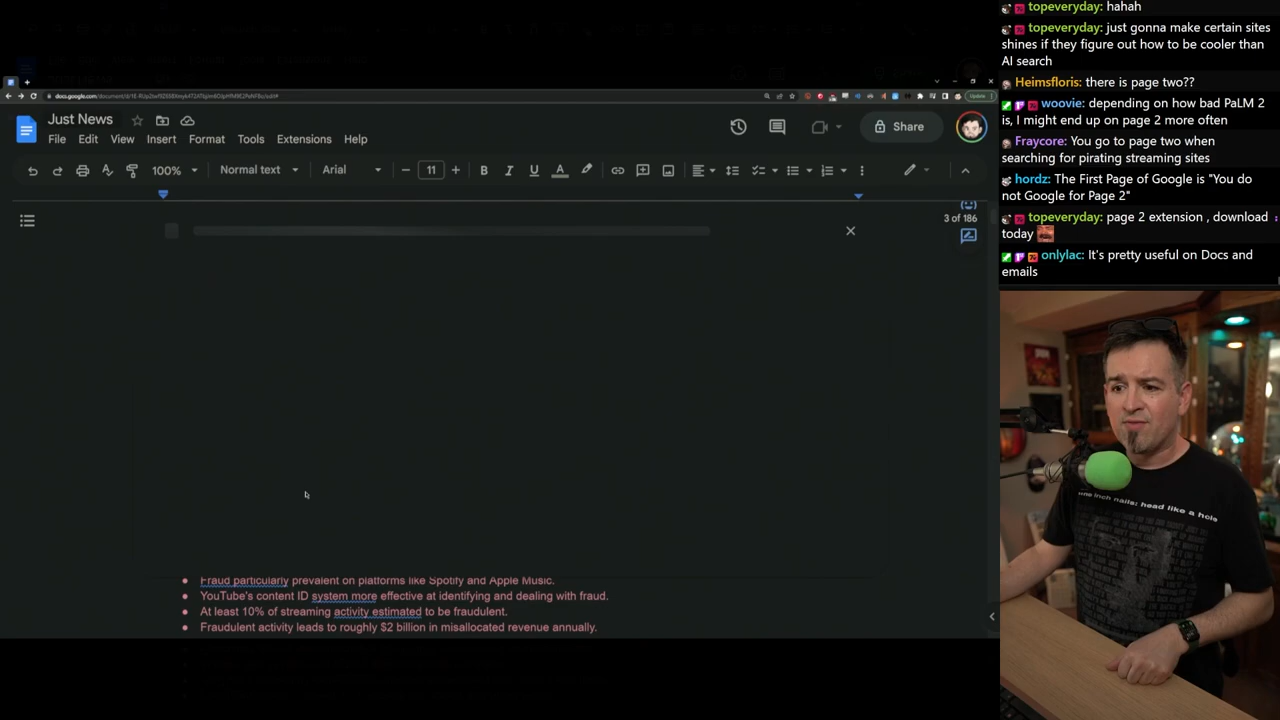 Just News
File Edit View Insert Format Tools Extensions Help
Share
Update
100% Normal text Arial 11
3 of 186
Fraud particularly prevalent on platforms like Spotify and Apple Music.
YouTube's content ID system more effective at identifying and dealing with fraud.
At least 10% of streaming activity estimated to be fraudulent.
Fraudulent activity leads to roughly $2 billion in misallocated revenue annually.
topeveryday: hahah
topeveryday: just gonna make certain sites
shines if they figure out how to be cooler than
AI search
Heimsfloris: there is page two??
woovie: depending on how bad PaLM 2
is, I might end up on page 2 more often
Fraycore: You go to page two when
searching for pirating streaming sites
hordz: The First Page of Google is "You do
not Google for Page 2"
topeveryday: page 2 extension , download
today
onlylac: It's pretty useful on Docs and
emails
nine inch nails: head like a hole